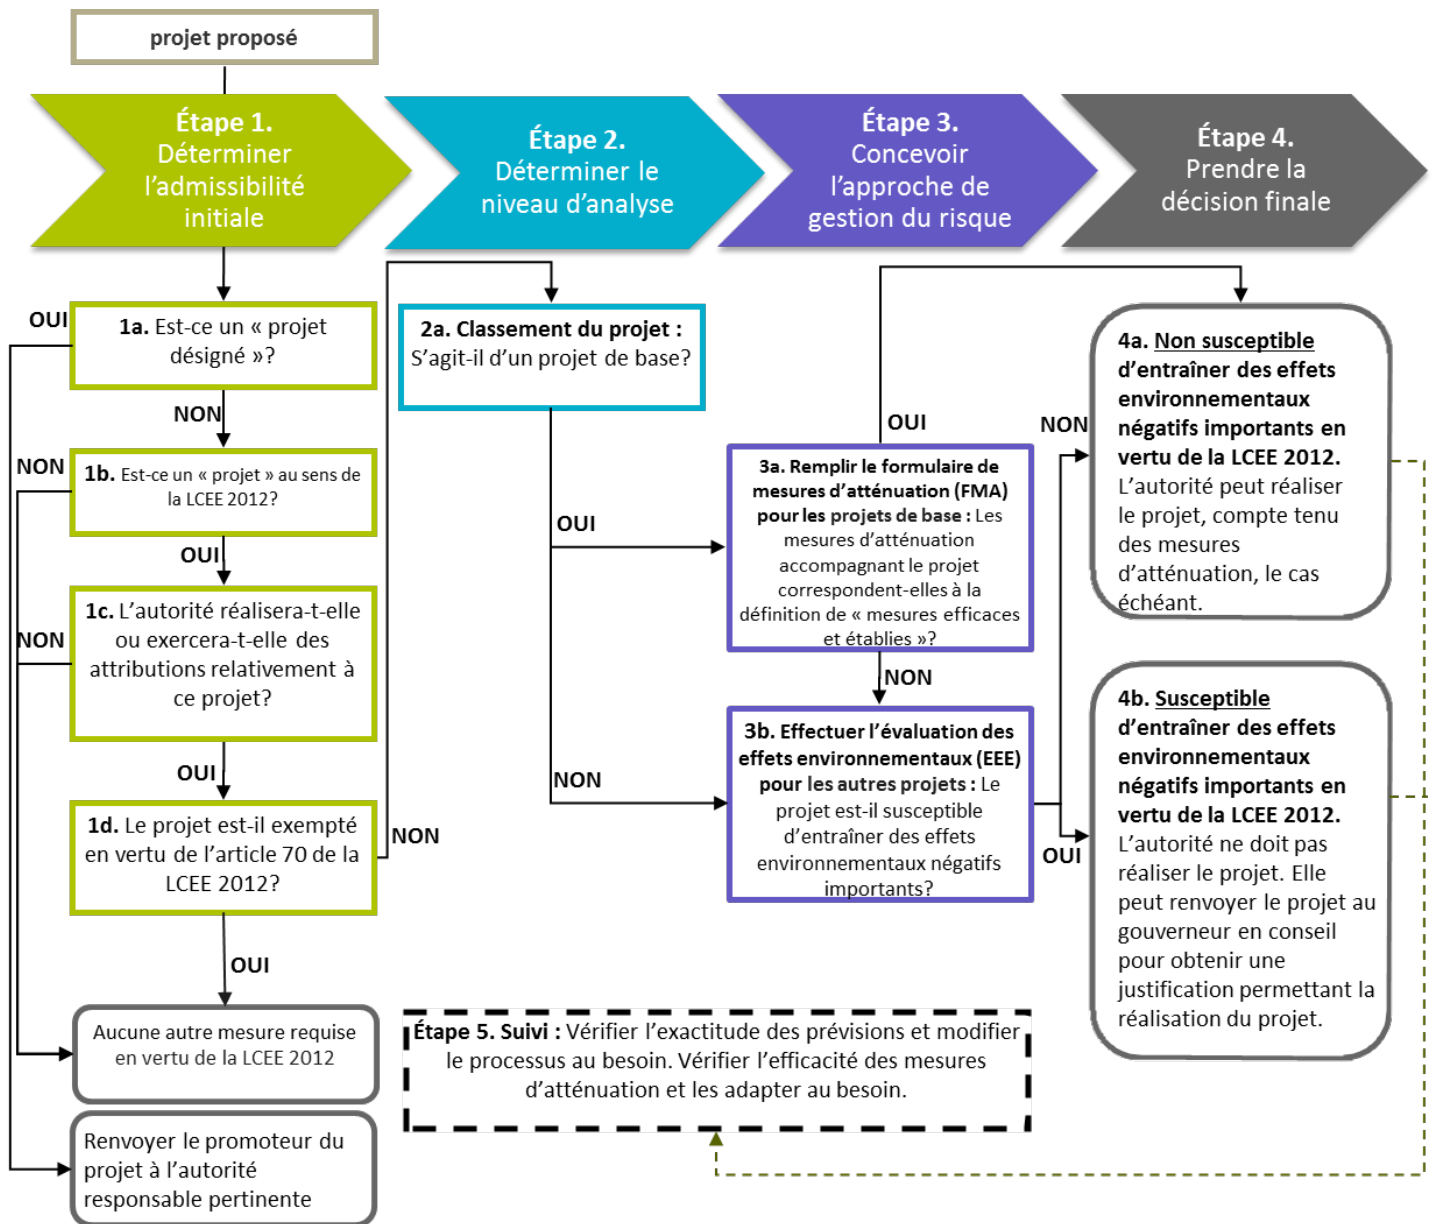 projet proposé
Étape 1.
Déterminer
l’admissibilité
initiale
Étape 2.
Déterminer le
niveau d’analyse
Étape 3.
Concevoir
l’approche de
gestion du risque
Étape 4.
Prendre la
décision finale
OUI
1a. Est-ce un « projet
désigné »?
NON
NON
1b. Est-ce un « projet » au sens de
la LCEE 2012?
OUI
NON
1c. L’autorité réalisera-t-elle
ou exercera-t-elle des
attributions relativement à
ce projet?
OUI
1d. Le projet est-il exempté
en vertu de l’article 70 de la
LCEE 2012?
NON
OUI
Aucune autre mesure requise
en vertu de la LCEE 2012
Renvoyer le promoteur du
projet à l’autorité
responsable pertinente
2a. Classement du projet :
S’agit-il d’un projet de base?
OUI
NON
OUI
3a. Remplir le formulaire de
mesures d’atténuation (FMA)
pour les projets de base : Les
mesures d’atténuation
accompagnant le projet
correspondent-elles à la
définition de « mesures efficaces
et établies »?
NON
3b. Effectuer l’évaluation des
effets environnementaux (EEE)
pour les autres projets : Le
projet est-il susceptible
d’entraîner des effets
environnementaux négatifs
importants?
NON
OUI
4a. Non susceptible
d’entraîner des effets
environnementaux
négatifs importants en
vertu de la LCEE 2012.
L’autorité peut réaliser
le projet, compte tenu
des mesures
d’atténuation, le cas
échéant.
4b. Susceptible
d’entraîner des effets
environnementaux
négatifs importants en
vertu de la LCEE 2012.
L’autorité ne doit pas
réaliser le projet. Elle
peut renvoyer le projet au
gouverneur en conseil
pour obtenir une
justification permettant la
réalisation du projet.
Étape 5. Suivi : Vérifier l’exactitude des prévisions et modifier
le processus au besoin. Vérifier l’efficacité des mesures
d’atténuation et les adapter au besoin.